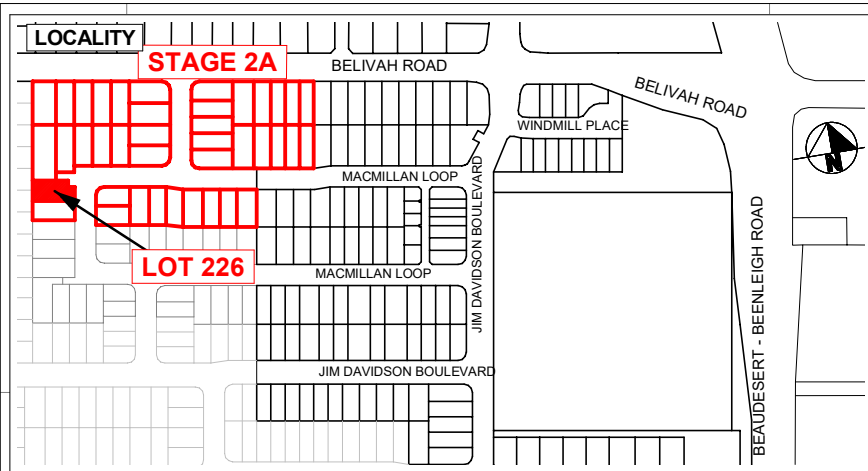 LOCALITY
STAGE 2A
BELIVAH ROAD
BELIVAH ROAD
WINDMILL PLACE
MACMILLAN LOOP
JIM DAVIDSON BOULEVARD
N
LOT 226
MACMILLAN LOOP
BEAUDESERT - BEENLEIGH ROAD
JIM DAVIDSON BOULEVARD